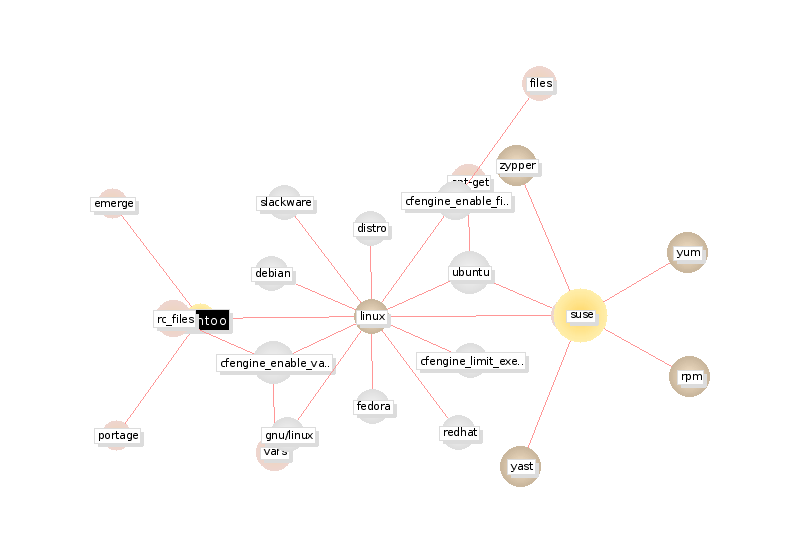 files
zypper
apt-get
cfengine_enable_fi..
emerge
slackware
distro
yum
debian
ubuntu
rc_files
ntoo
linux
suse
cfengine_enable_va..
cfengine_limit_exe..
rpm
fedora
portage
gnu/linux
redhat
vars
yast